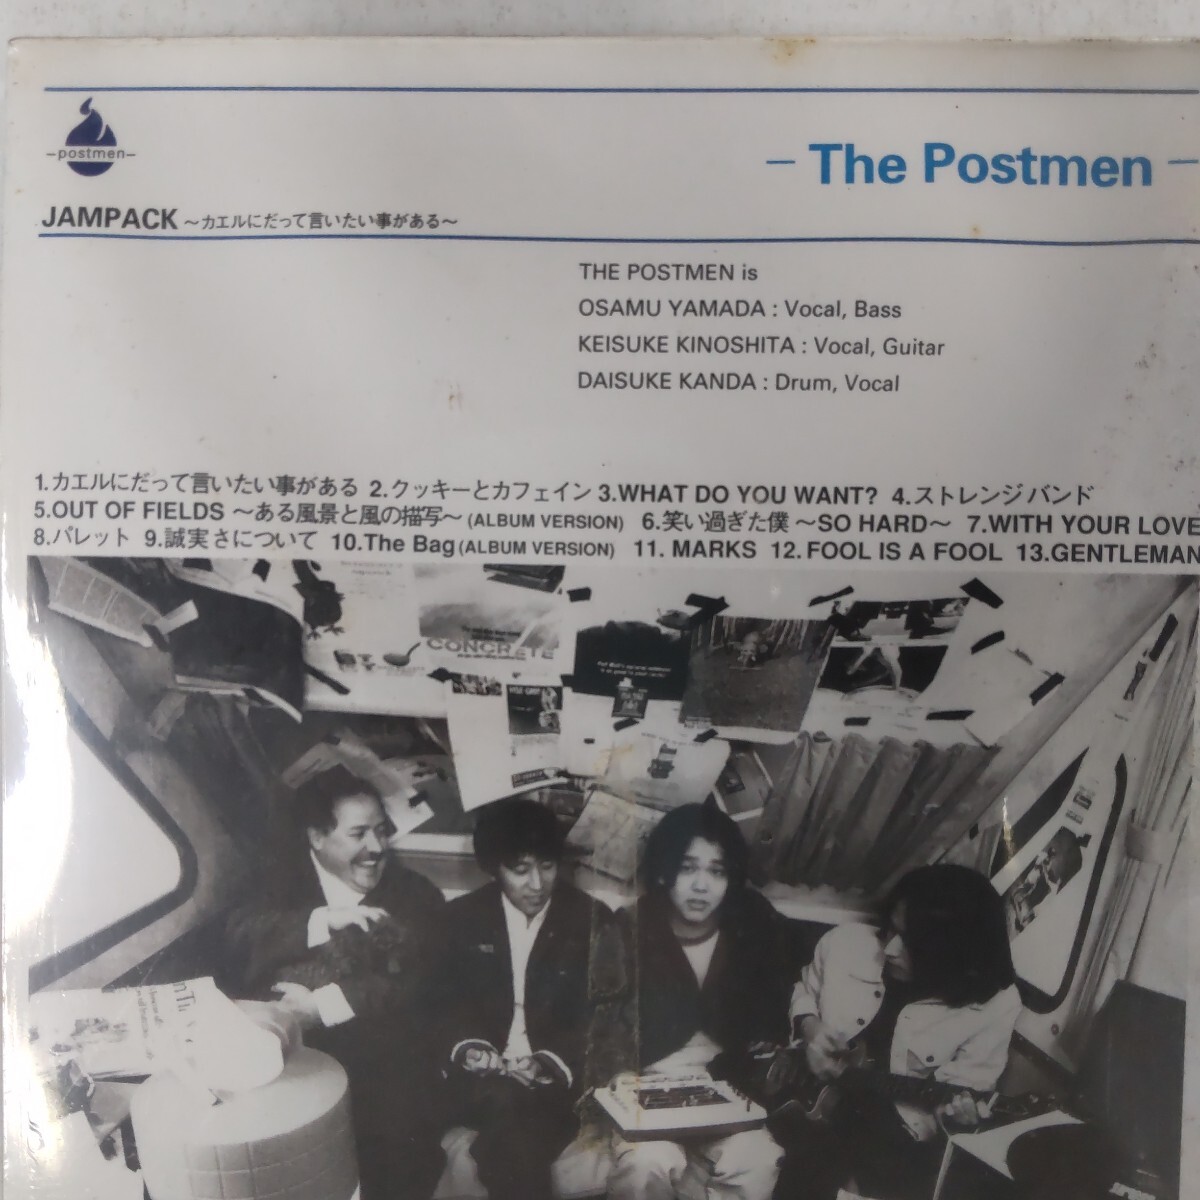 -postmen-
- The Postmen -
JAMPACK ～カエルにだって言いたい事がある～
THE POSTMEN is
OSAMU YAMADA : Vocal, Bass
KEISUKE KINOSHITA : Vocal, Guitar
DAISUKE KANDA : Drum, Vocal
1.カエルにだって言いたい事がある 2.クッキーとカフェイン 3.WHAT DO YOU WANT? 4.ストレンジバンド
5.OUT OF FIELDS ～ある風景と風の描写～ (ALBUM VERSION) 6.笑い過ぎた僕 ～SO HARD～ 7.WITH YOUR LOVE
8.パレット 9.誠実さについて 10.The Bag (ALBUM VERSION) 11. MARKS 12. FOOL IS A FOOL 13.GENTLEMAN
CONCRETE